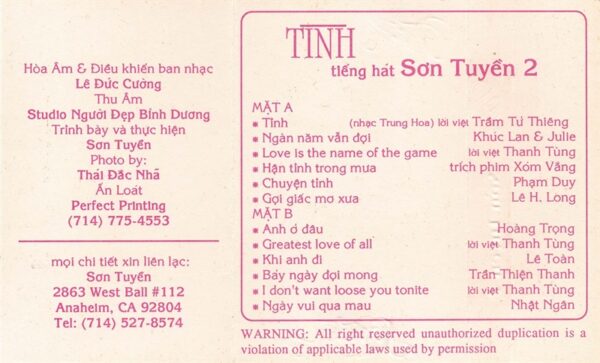 Hòa Âm & Điều khiển ban nhạc
Lê Đức Cường
Thu Âm
Studio Người Đẹp Bình Dương
Trình bày và thực hiện
Sơn Tuyền
Photo by:
Thái Đắc Nhã
Ấn Loát
Perfect Printing
(714) 775-4553
mọi chi tiết xin liên lạc:
Sơn Tuyền
2863 West Ball #112
Anaheim, CA 92804
Tel: (714) 527-8574
TÌNH
tiếng hát Sơn Tuyền 2
MẶT A
* Tình (nhạc Trung Hoa) lời việt Trầm Tử Thiêng
* Ngàn năm vẫn đợi Khúc Lan & Julie
* Love is the name of the game lời việt Thanh Tùng
* Hận tình trong mưa trích phim Xóm Vắng
* Chuyện tình Phạm Duy
* Gọi giấc mơ xưa Lê H. Long
MẶT B
* Anh ở đâu Hoàng Trọng
* Greatest love of all lời việt Thanh Tùng
* Khi anh đi Lê Toàn
* Bảy ngày đợi mong Trần Thiện Thanh
* I don't want loose you tonite lời việt Thanh Tùng
* Ngày vui qua mau Nhật Ngân
WARNING: All right reserved unauthorized duplication is a
violation of applicable laws used by permission